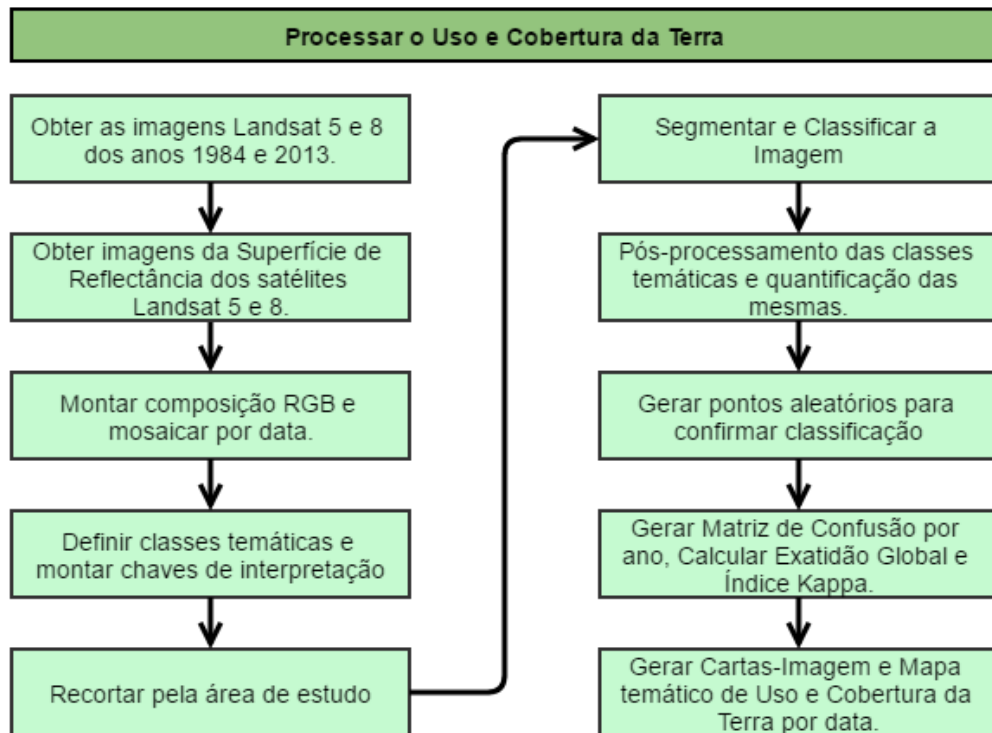 Processar o Uso e Cobertura da Terra
Obter as imagens Landsat 5 e 8
dos anos 1984 e 2013.
Obter imagens da Superfície de
Reflectância dos satélites
Landsat 5 e 8.
Montar composição RGB e
mosaicar por data.
Definir classes temáticas e
montar chaves de interpretação
Recortar pela área de estudo
Segmentar e Classificar a
Imagem
Pós-processamento das classes
temáticas e quantificação das
mesmas.
Gerar pontos aleatórios para
confirmar classificação
Gerar Matriz de Confusão por
ano, Calcular Exatidão Global e
Índice Kappa.
Gerar Cartas-Imagem e Mapa
temático de Uso e Cobertura da
Terra por data.